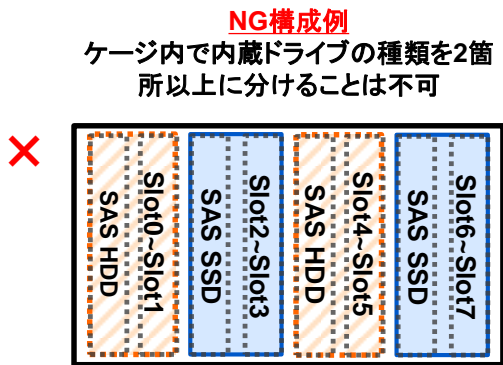 NG構成例
ケージ内で内蔵ドライブの種類を2箇
所以上に分けることは不可
×
Slot0~Slot1
SAS HDD
Slot2~Slot3
SAS SSD
Slot4~Slot5
SAS HDD
Slot6~Slot7
SAS SSD